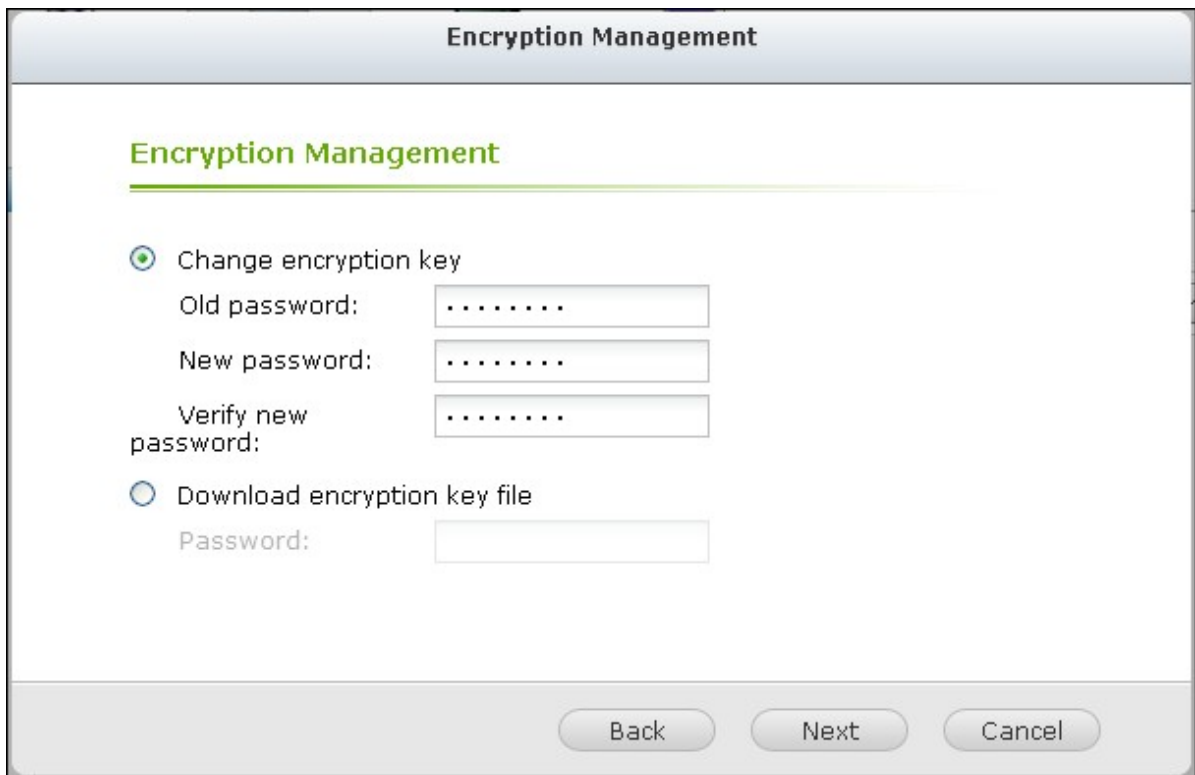 Encryption Management
Encryption Management
Change encryption key
Old password: ........
New password: ........
Verify new ........
password:
Download encryption key file
Password:
Back Next Cancel